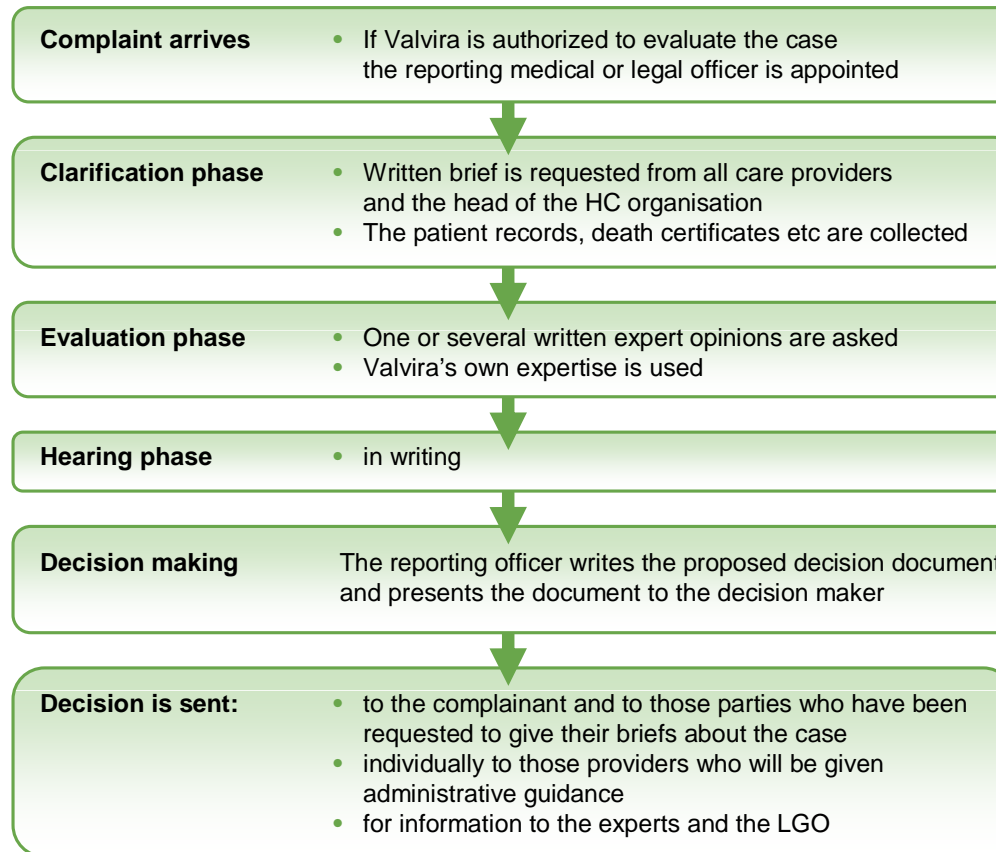 Complaint arrives
• If Valvira is authorized to evaluate the case
the reporting medical or legal officer is appointed
Clarification phase
• Written brief is requested from all care providers
and the head of the HC organisation
• The patient records, death certificates etc are collected
Evaluation phase
• One or several written expert opinions are asked
• Valvira's own expertise is used
Hearing phase
• in writing
Decision making
The reporting officer writes the proposed decision document
and presents the document to the decision maker
Decision is sent:
• to the complainant and to those parties who have been
requested to give their briefs about the case
• individually to those providers who will be given
administrative guidance
• for information to the experts and the LGO